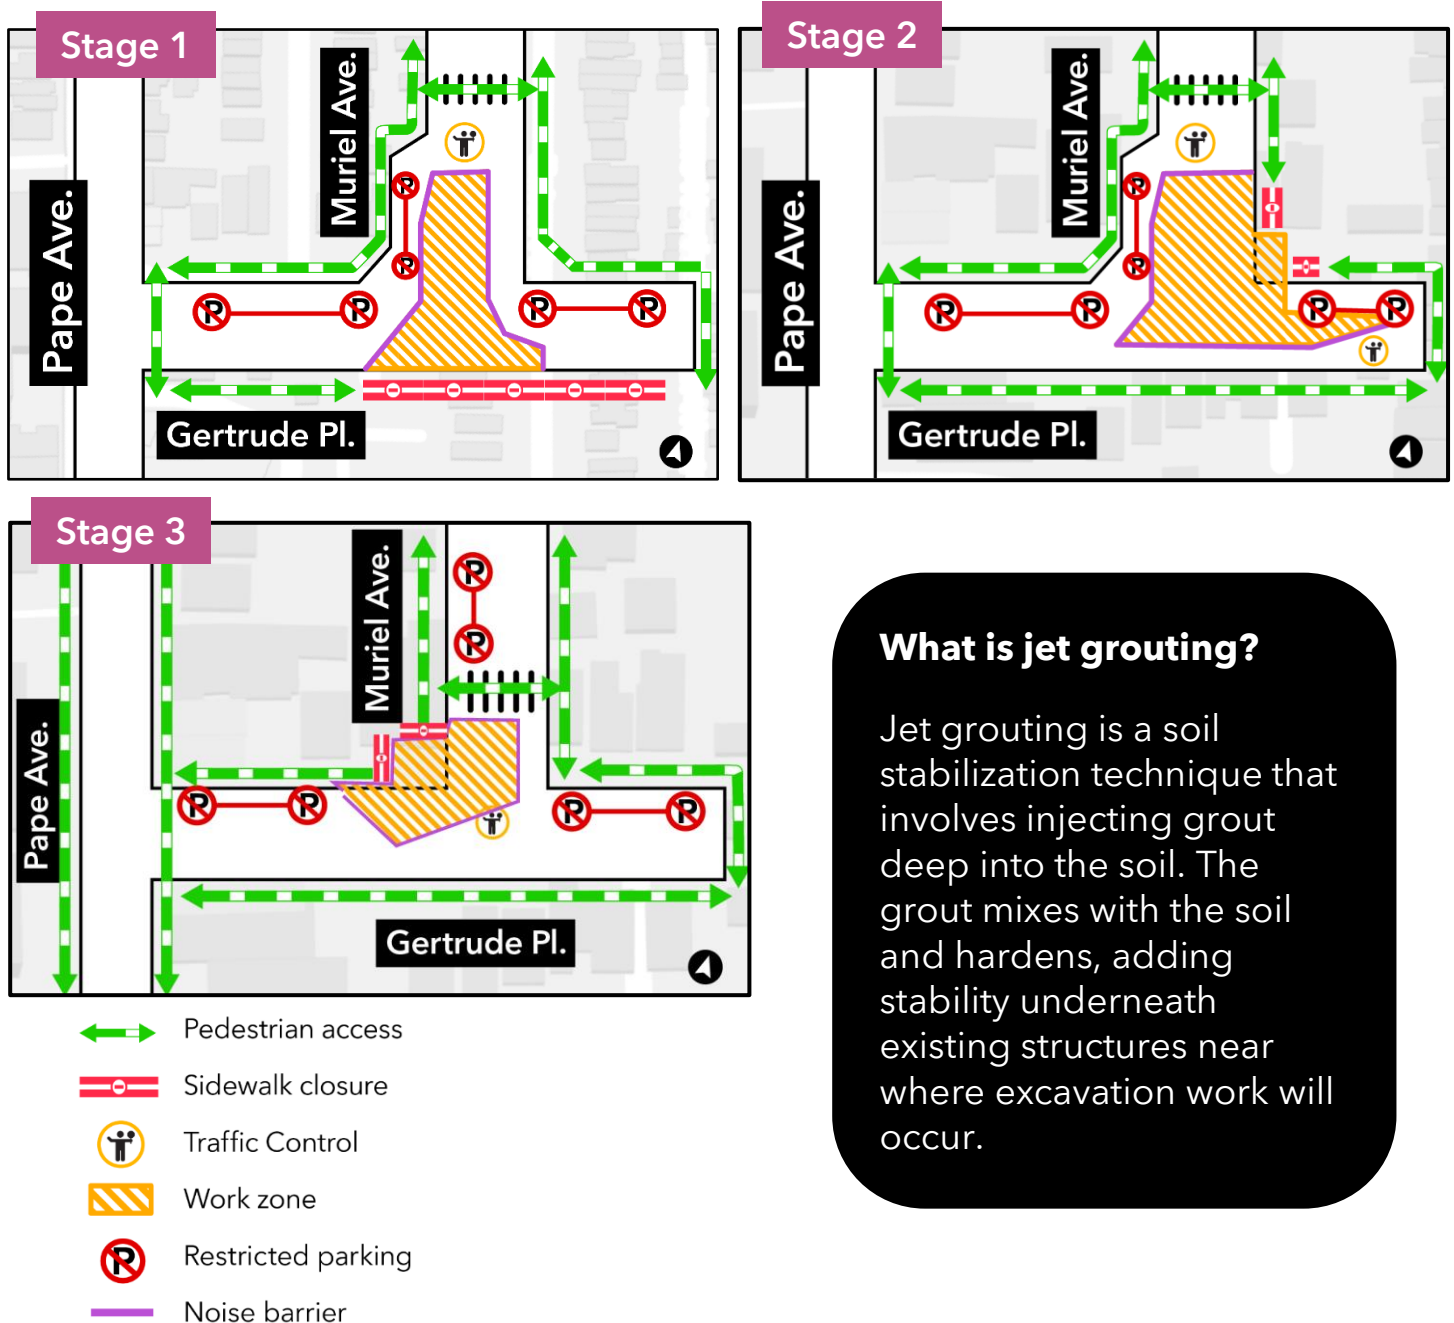 Stage 1
Muriel Ave.
Pape Ave.
Gertrude Pl.
Stage 2
Muriel Ave.
Pape Ave.
Gertrude Pl.
Stage 3
Muriel Ave.
Pape Ave.
Gertrude Pl.
Pedestrian access
Sidewalk closure
Traffic Control
Work zone
Restricted parking
Noise barrier
What is jet grouting?
Jet grouting is a soil
stabilization technique that
involves injecting grout
deep into the soil. The
grout mixes with the soil
and hardens, adding
stability underneath
existing structures near
where excavation work will
occur.